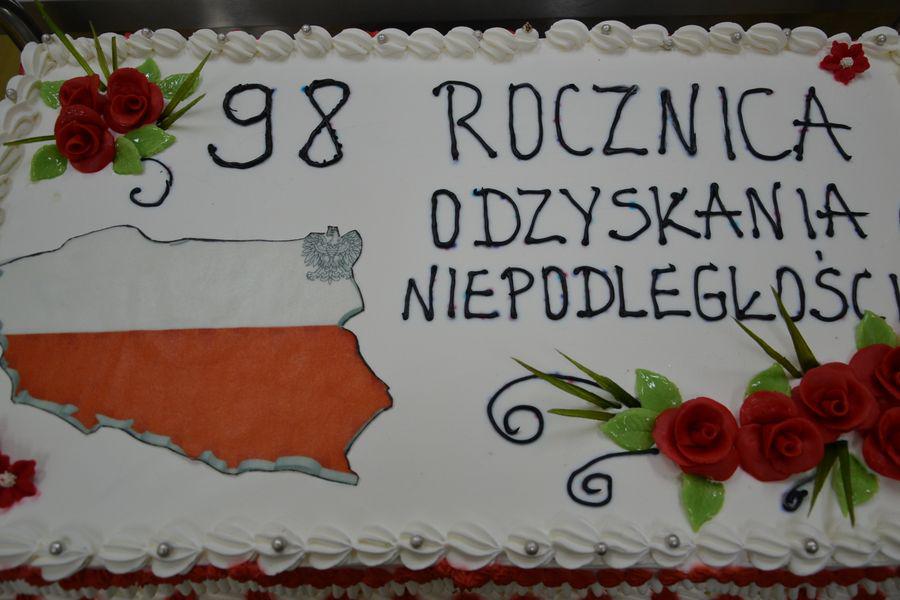 98 ROCZNICA
ODZYSKANIA
NIEPODLEGŁOŚCI